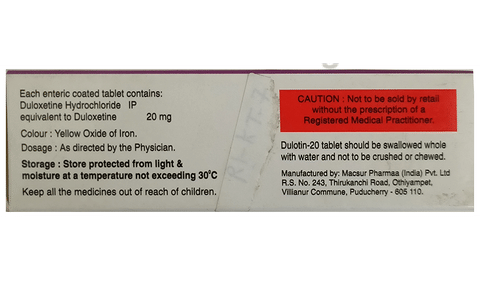 Each enteric coated tablet contains:
Duloxetine Hydrochloride IP
equivalent to Duloxetine 20 mg
Colour : Yellow Oxide of Iron.
Dosage : As directed by the Physician.
Storage : Store protected from light &
moisture at a temperature not exceeding 30°C
Keep all the medicines out of reach of children.
CAUTION : Not to be sold by retail
without the prescription of a
Registered Medical Practitioner.
Dulotin-20 tablet should be swallowed whole
with water and not to be crushed or chewed.
Manufactured by: Macsur Pharmaa (India) Pvt. Ltd
R.S. No. 243, Thirukanchi Road, Othiyampet,
Villianur Commune, Puducherry - 605 110.